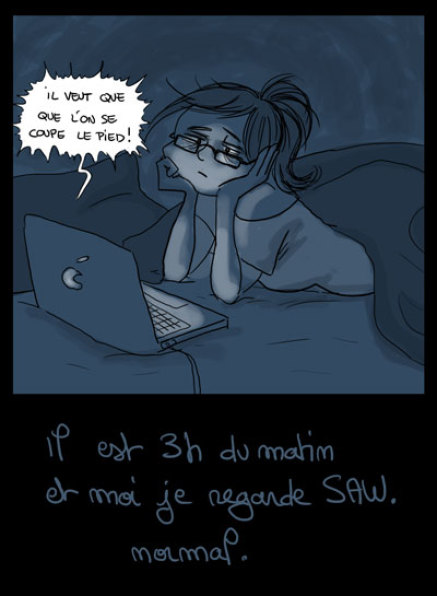 IL VEUT QUE
QUE L'ON SE
COUPE LE PIED!
Il est 3h du matin
et moi je regarde SAW.
normal.